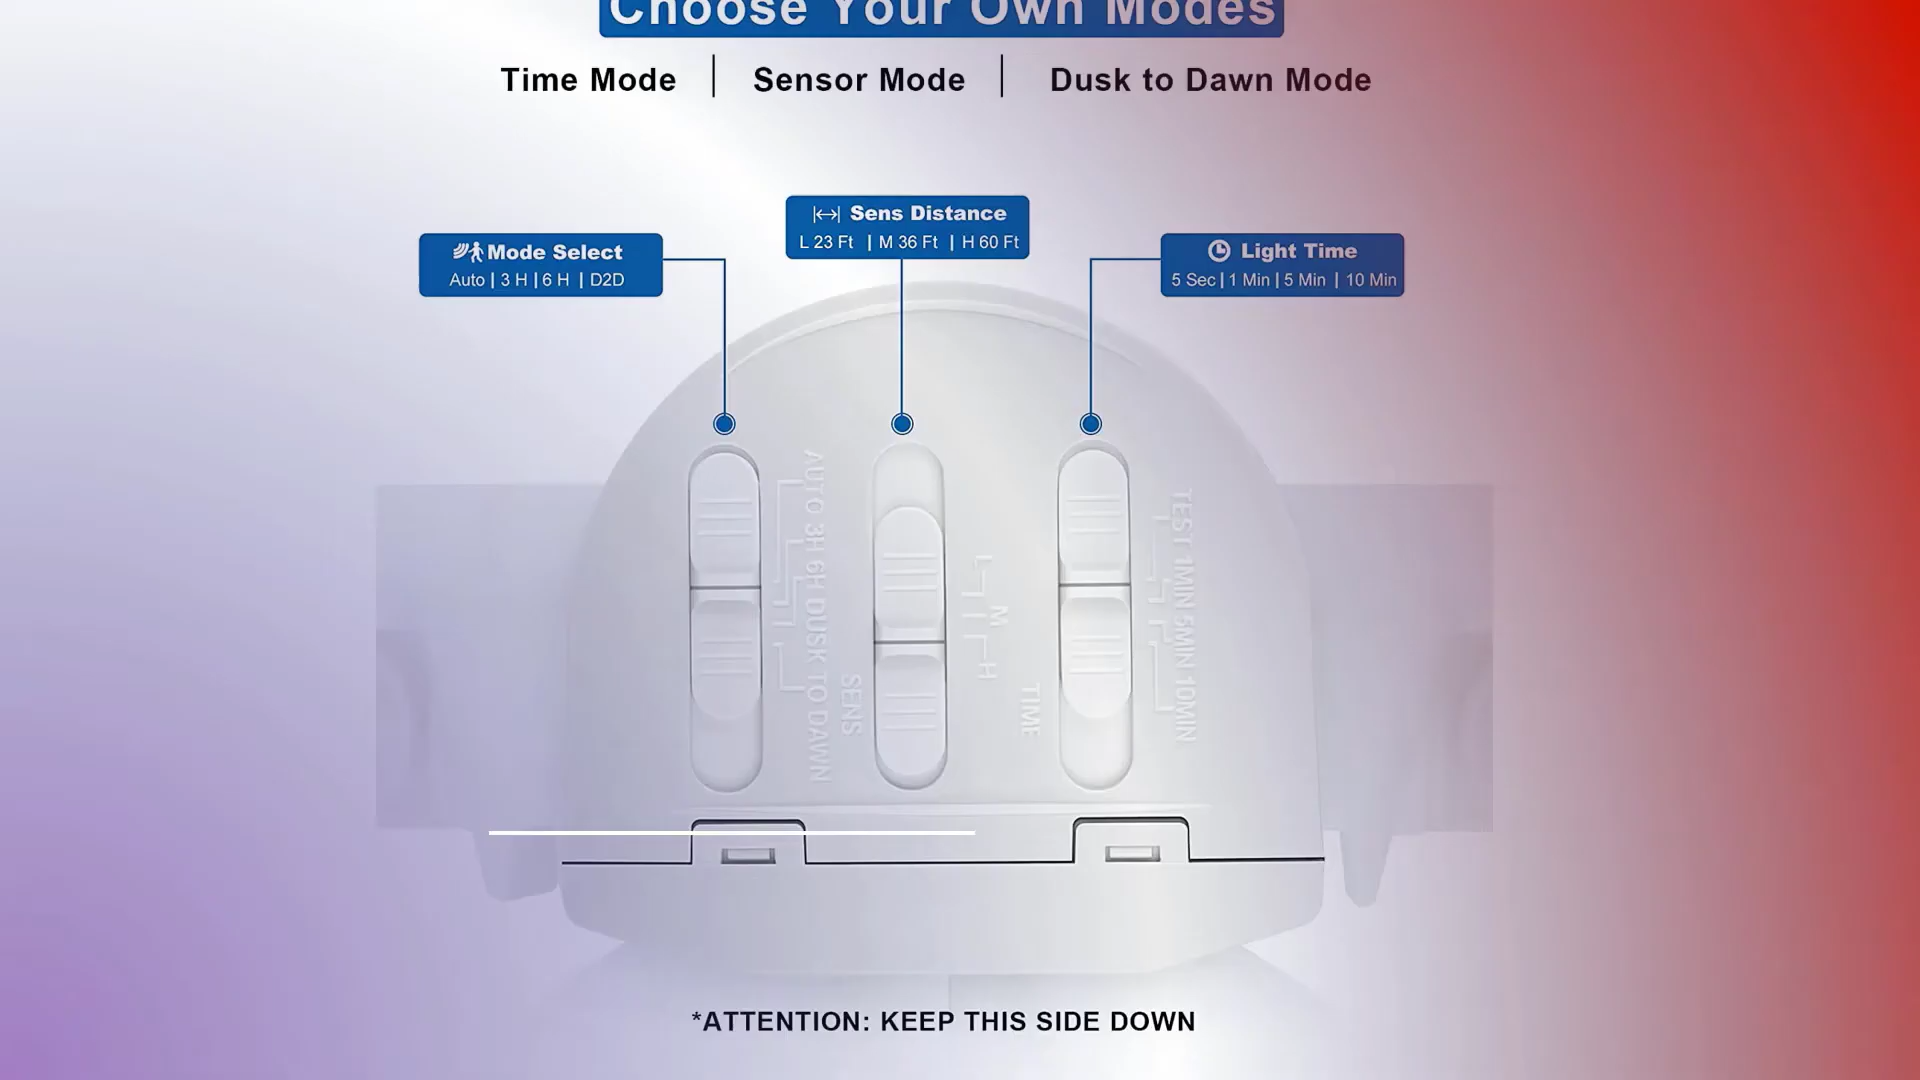 Choose Your Own Modes
Time Mode | Sensor Mode | Dusk to Dawn Mode
Sens Distance
L 23 Ft | M 36 Ft | H 60 Ft
Mode Select
Auto | 3 H | 6 H | D2D
Light Time
5 Sec | 1 Min | 5 Min | 10 Min
AUTO 3H 6H DUSK TO DAWN
SENS
L
M
H
TIME
TEST 1MIN 5MIN 10MIN
*ATTENTION: KEEP THIS SIDE DOWN